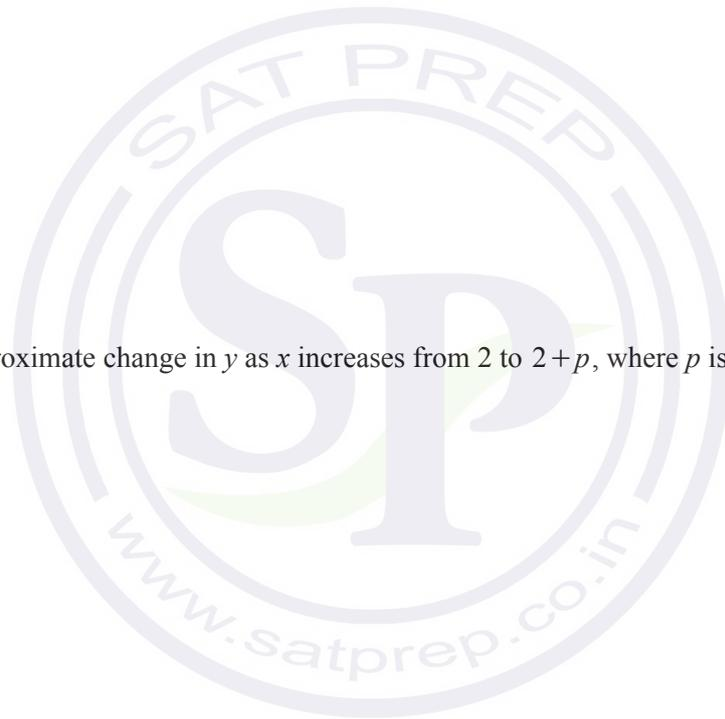 SAT PREP
SP
oximate change in y as x increases from 2 to 2+p, where p is
www.satprep.co.in